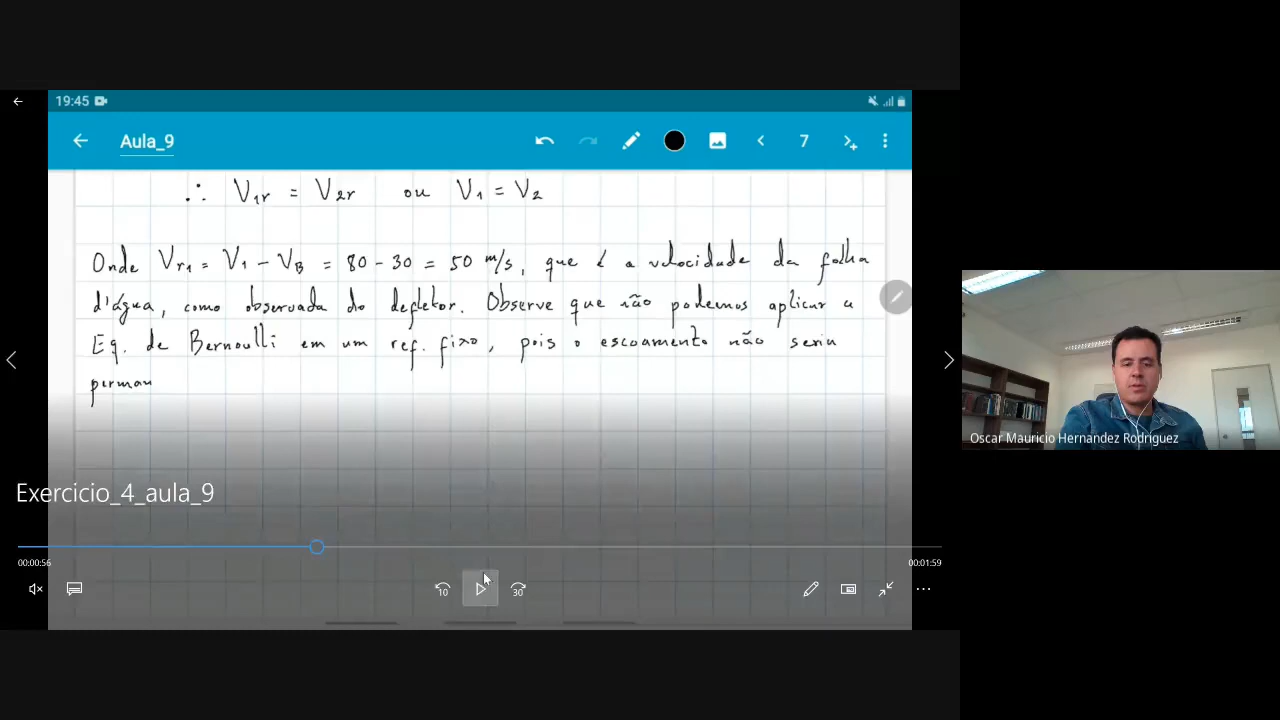 19:45
Aula_9
7
∴ V1r = V2r ou V1 = V2
Onde Vr1 = V1 - VB = 80 - 30 = 50 m/s, que é a velocidade da folha
d'água, como observada do defletor. Observe que não podemos aplicar a
Eq. de Bernoulli em um ref. fixo, pois o escoamento não seria
perman
Oscar Mauricio Hernandez Rodriguez
Exercicio_4_aula_9
00:00:56
00:01:59
10
30